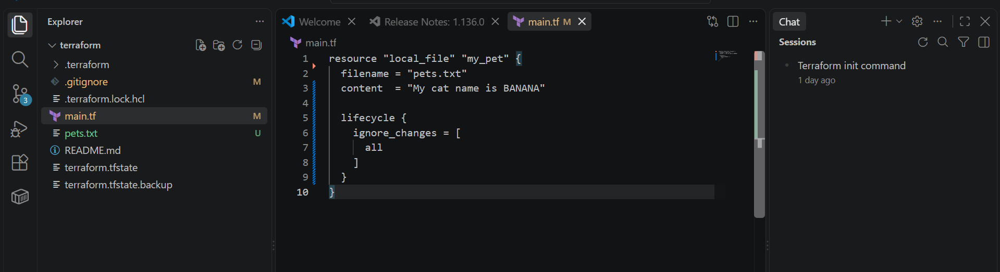 Explorer
terraform
.terraform
.gitignore M
.terraform.lock.hcl
main.tf M
pets.txt U
README.md
terraform.tfstate
terraform.tfstate.backup
3
Welcome
Release Notes: 1.136.0
main.tf M
main.tf
1 resource "local_file" "my_pet" {
2 filename = "pets.txt"
3 content  = "My cat name is BANANA"
4
5 lifecycle {
6 ignore_changes = [
7 all
8 ]
9 }
10 }
Chat
Sessions
Terraform init command
1 day ago